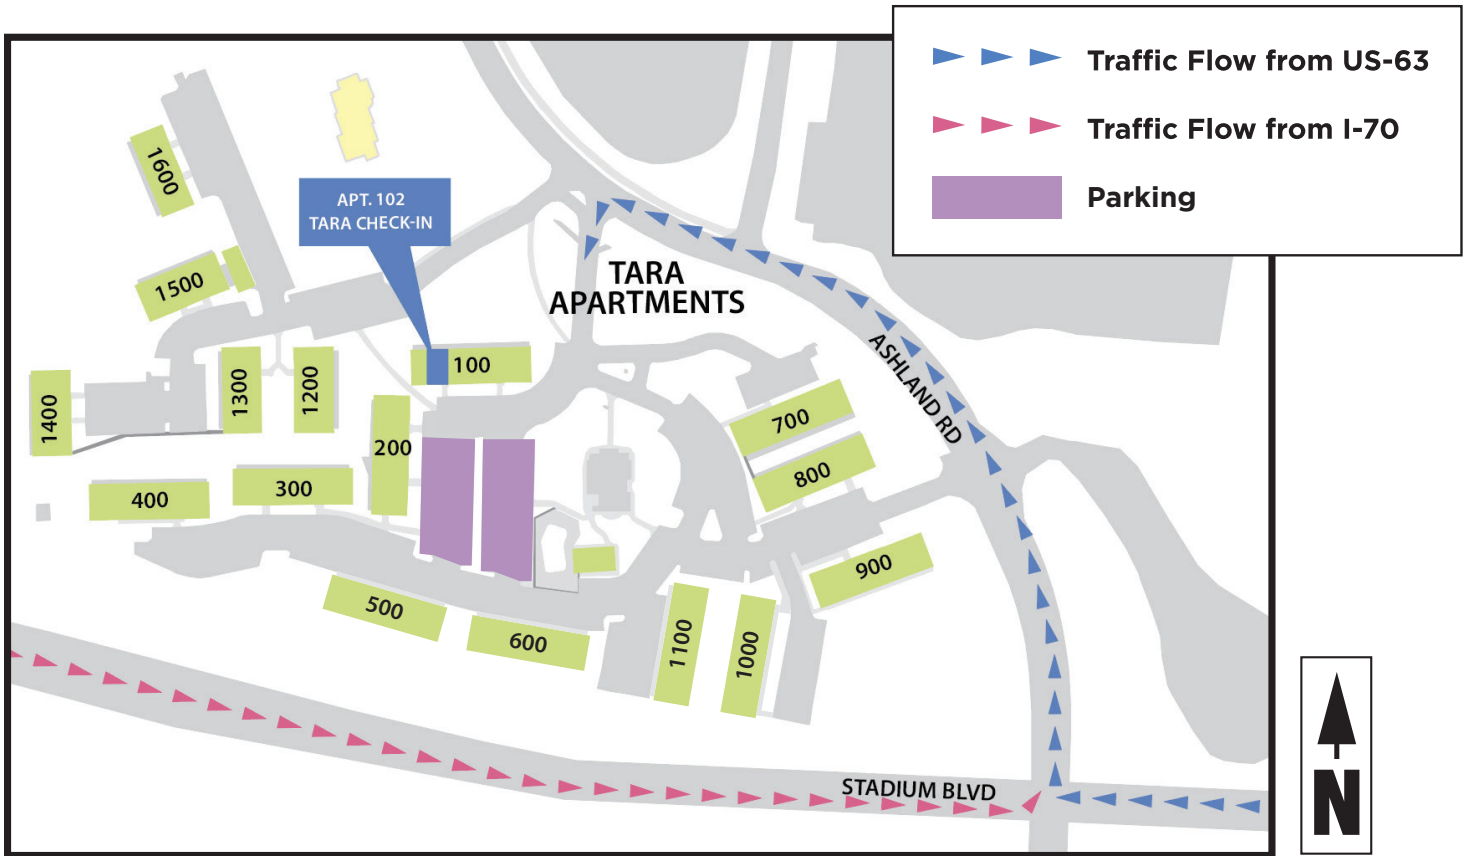 Traffic Flow from US-63
Traffic Flow from I-70
Parking
1600
APT. 102
TARA CHECK-IN
1500
TARA
APARTMENTS
ASHLAND RD
100
1400
1300
1200
200
700
800
400
300
900
500
600
1100
1000
STADIUM BLVD
N